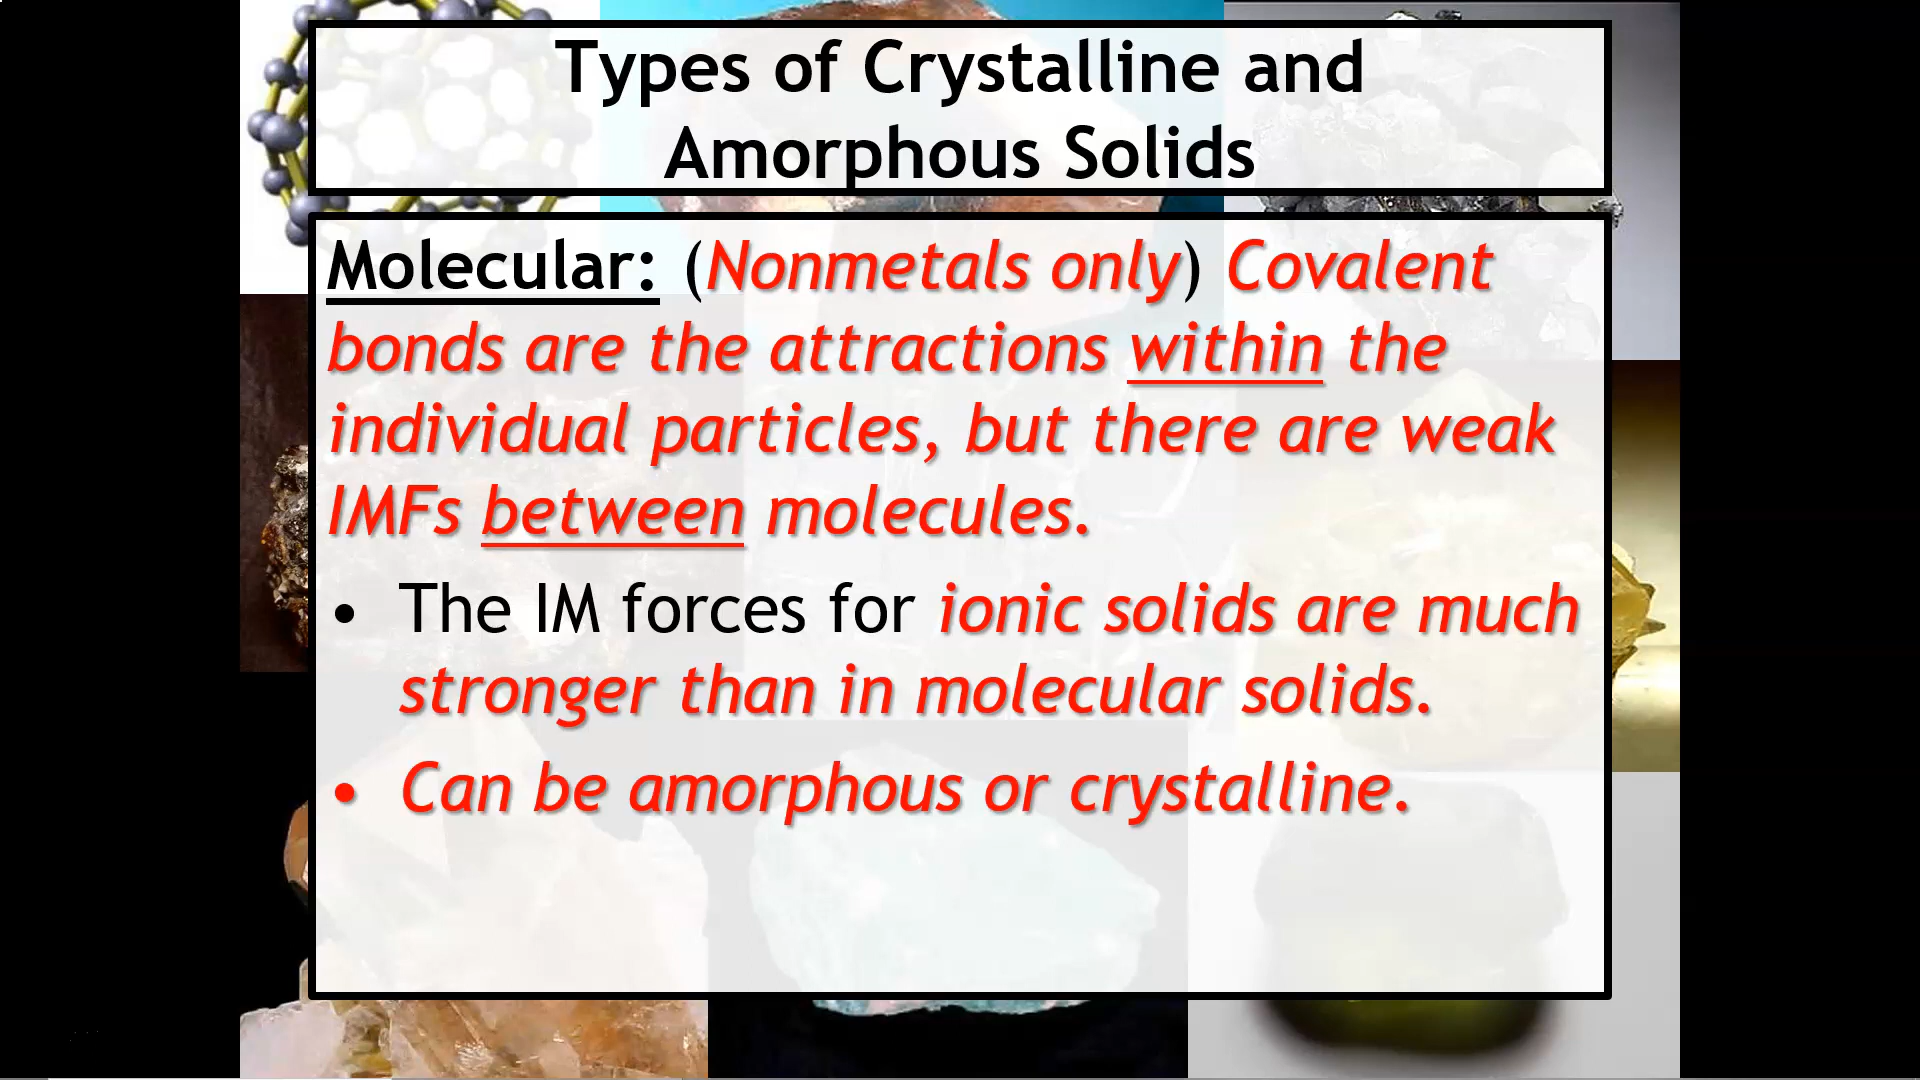 Types of Crystalline and
Amorphous Solids
Molecular: (Nonmetals only) Covalent
bonds are the attractions within the
individual particles, but there are weak
IMFs between molecules.
• The IM forces for ionic solids are much
stronger than in molecular solids.
• Can be amorphous or crystalline.